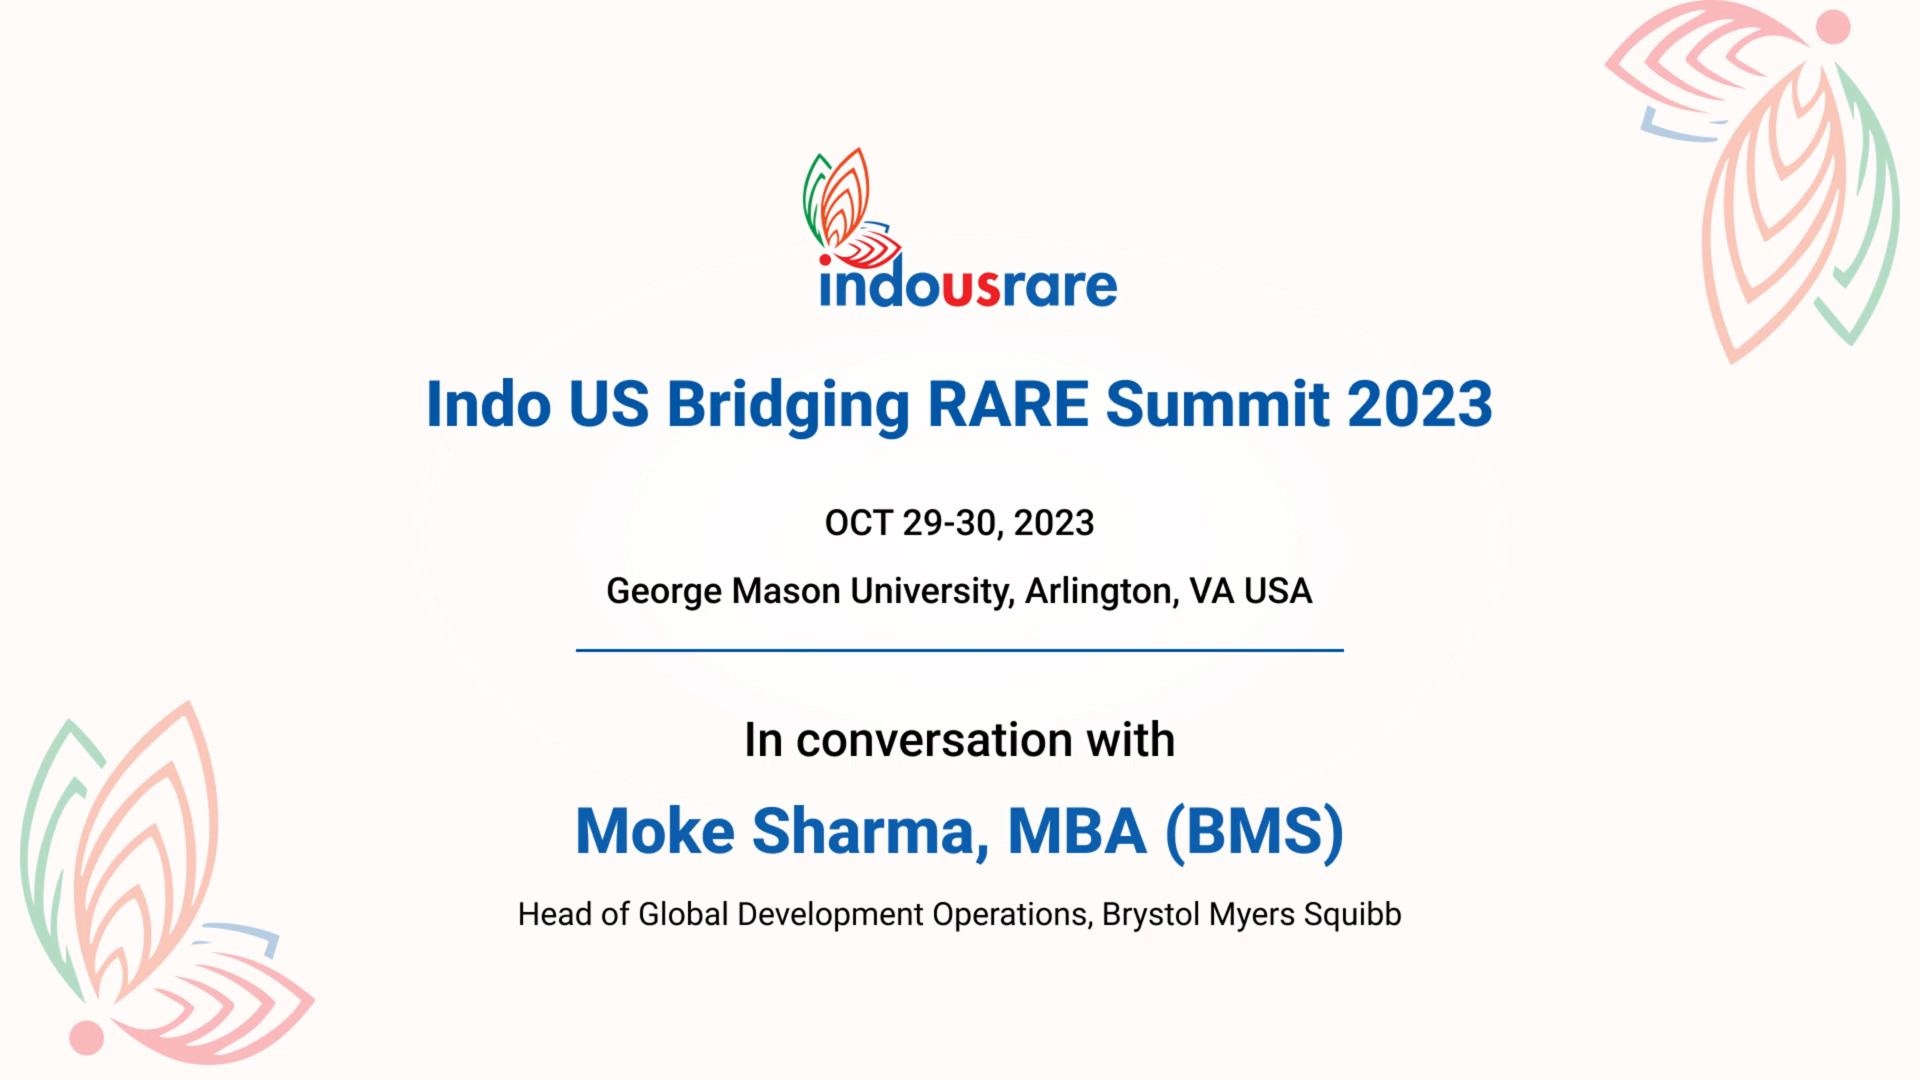 indousrare
Indo US Bridging RARE Summit 2023
OCT 29-30, 2023
George Mason University, Arlington, VA USA
In conversation with
Moke Sharma, MBA (BMS)
Head of Global Development Operations, Brystol Myers Squibb